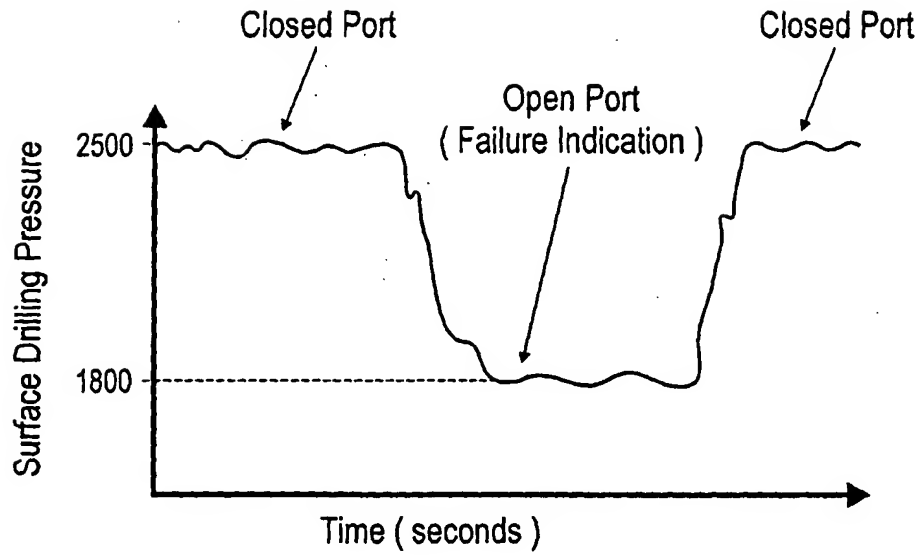 Closed Port
Closed Port
Open Port
( Failure Indication )
2500
1800
Surface Drilling Pressure
Time ( seconds )